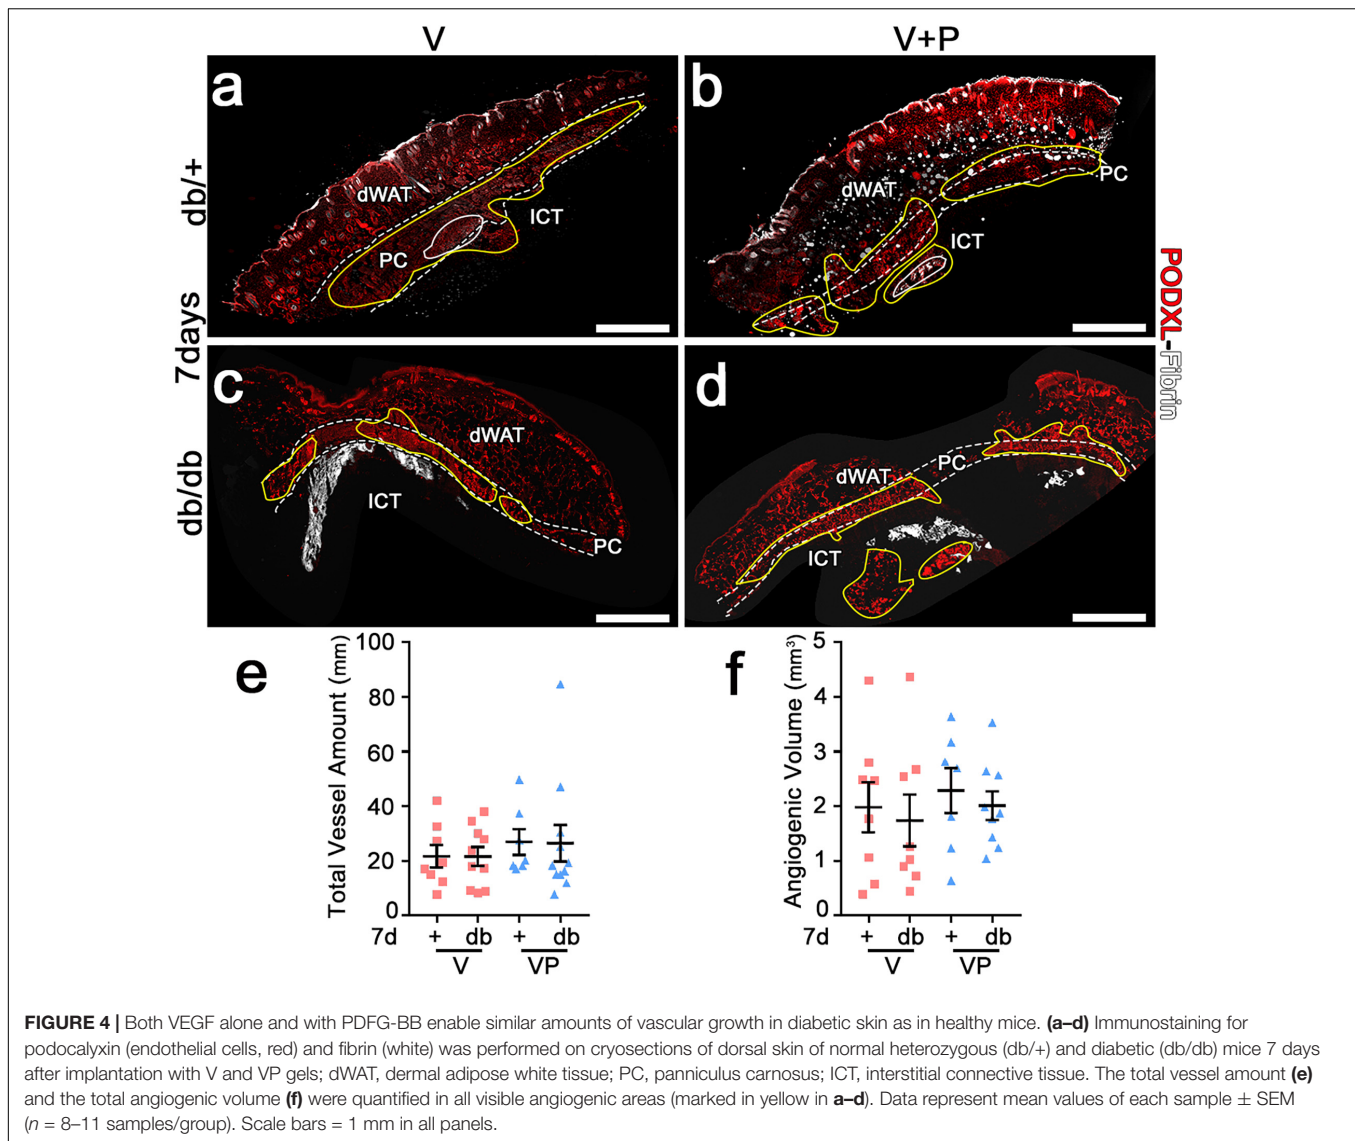 V
V+P
a
b
db/+
dWAT
ICT
PC
dWAT
ICT
PC
7days
PODXL-Fibrin
c
d
db/db
dWAT
ICT
PC
dWAT
PC
ICT
e
Total Vessel Amount (mm)
100
80
60
40
20
0
7d + db + db
V VP
f
Angiogenic Volume (mm³)
5
4
3
2
1
0
7d + db + db
V VP
FIGURE 4 | Both VEGF alone and with PDFG-BB enable similar amounts of vascular growth in diabetic skin as in healthy mice. (a–d) Immunostaining for
podocalyxin (endothelial cells, red) and fibrin (white) was performed on cryosections of dorsal skin of normal heterozygous (db/+) and diabetic (db/db) mice 7 days
after implantation with V and VP gels; dWAT, dermal adipose white tissue; PC, panniculus carnosus; ICT, interstitial connective tissue. The total vessel amount (e)
and the total angiogenic volume (f) were quantified in all visible angiogenic areas (marked in yellow in a–d). Data represent mean values of each sample ± SEM
(n = 8–11 samples/group). Scale bars = 1 mm in all panels.